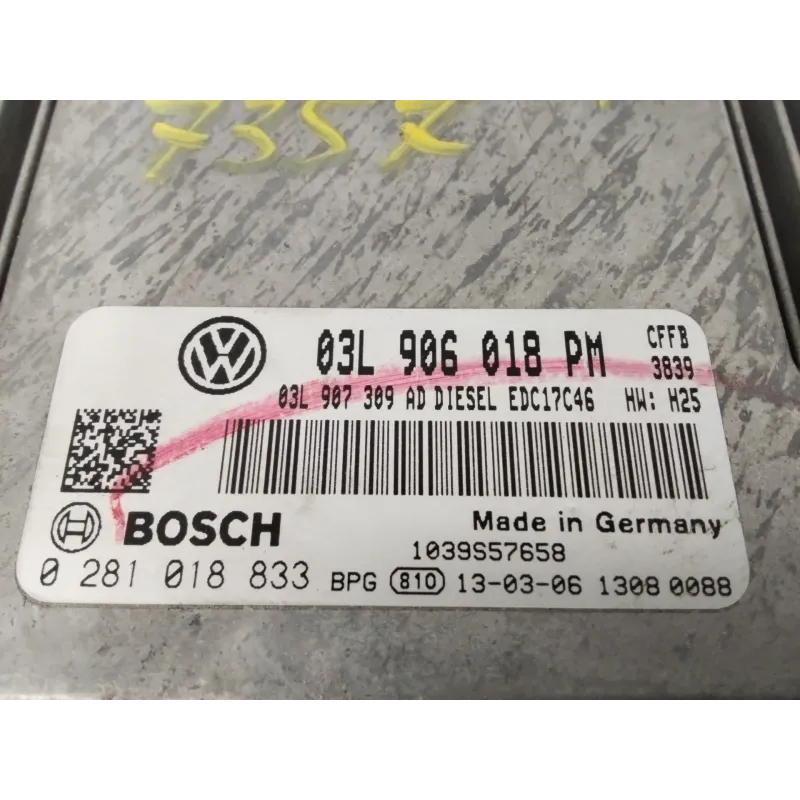 7357
03L 906 018 PM CFFB
3839
03L 907 309 AD DIESEL EDC17C46 HW: H25
BOSCH Made in Germany
1039S57658
0 281 018 833 BPG 810 13-03-06 1308 0088